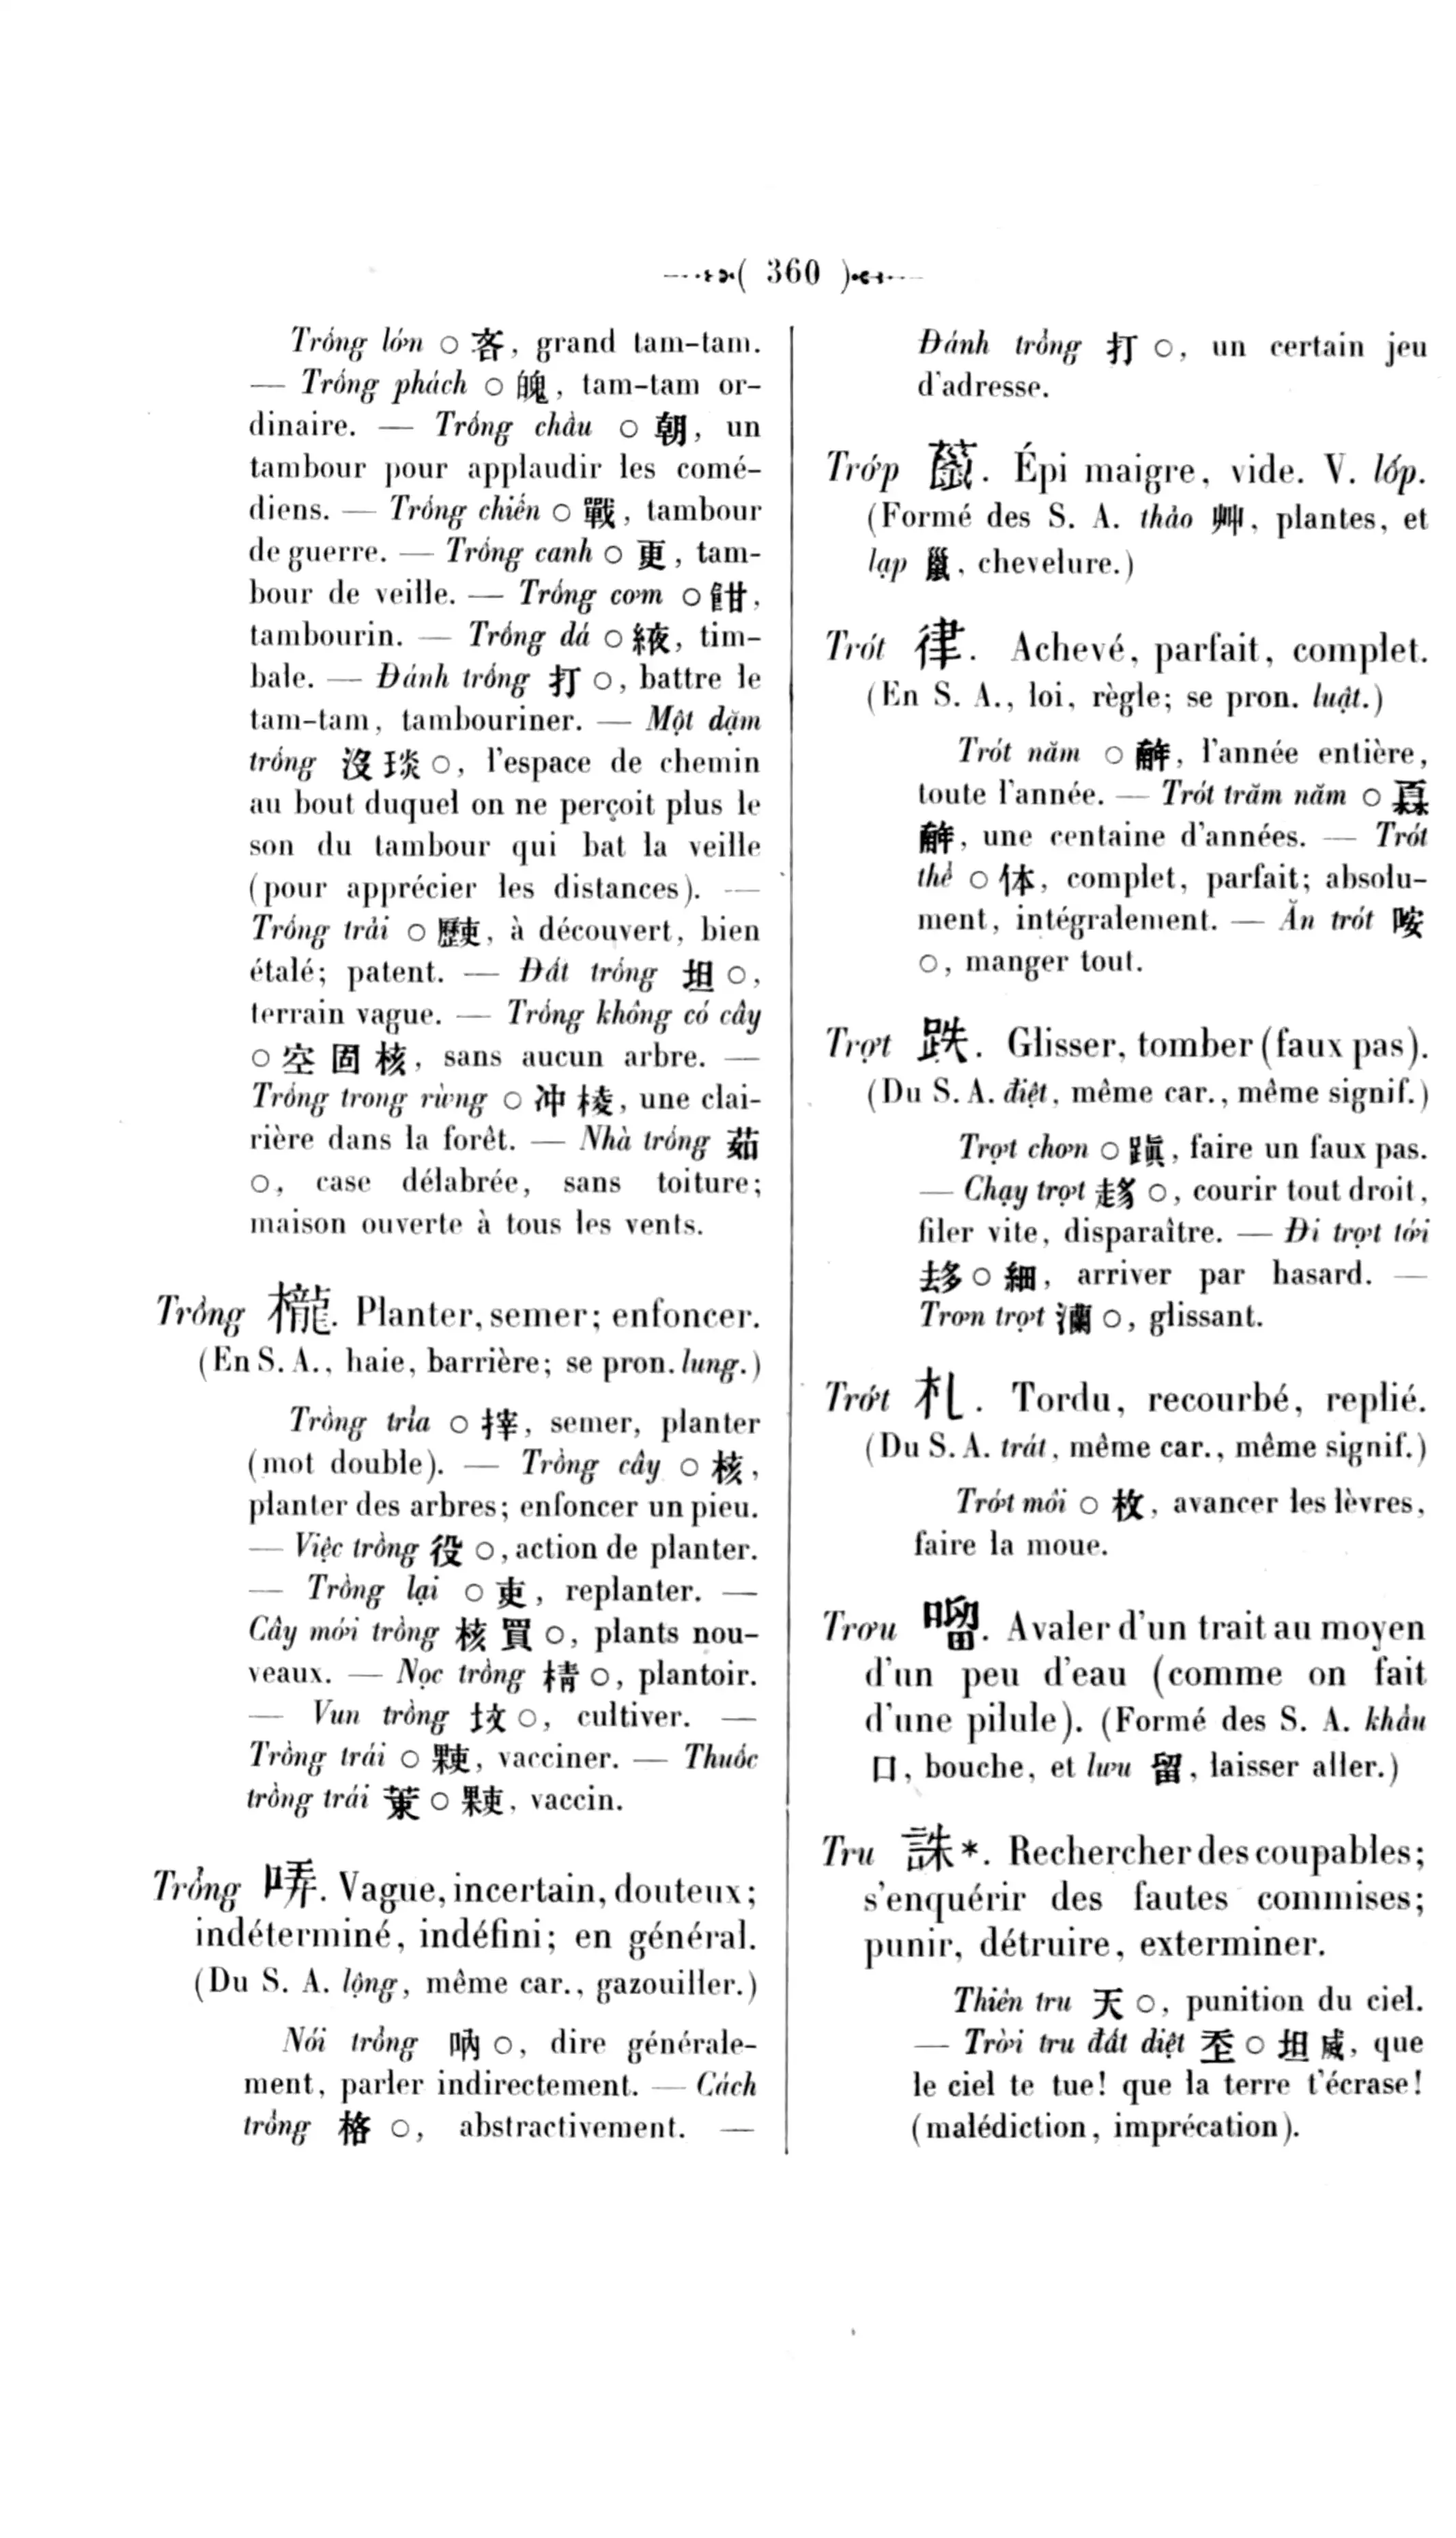 ( 360 )
Trống lớn ○ 㐌, grand tam-tam.
— Trống phách ○ 魄, tam-tam or-
dinaire. — Trống chầu ○ 朝, un
tambour pour applaudir les comé-
diens. — Trống chiến ○ 戰, tambour
de guerre. — Trống canh ○ 更, tam-
bour de veille. — Trống cơm ○,
tambourin. — Trống dá ○, tim-
bale. — Đánh trống 打 ○, battre le
tam-tam, tambouriner. — Một dặm
trống 沒琰 ○, l'espace de chemin
au bout duquel on ne perçoit plus le
son du tambour qui bat la veille
(pour apprécier les distances). —
Trống trải ○, à découvert, bien
étalé; patent. — Đất trống 坦 ○,
terrain vague. — Trống không có cây
○ 空 固 核, sans aucun arbre. —
Trống trong rừng ○ 冲 棱, une clai-
rière dans la forêt. — Nhà trống 茹
○, case délabrée, sans toiture;
maison ouverte à tous les vents.
Trồng 櫳. Planter, semer; enfoncer.
(En S. A., haie, barrière; se pron. lung.)
Trồng trỉa ○ 㨋, semer, planter
(mot double). — Trồng cây ○ 核,
planter des arbres; enfoncer un pieu.
— Việc trồng 役 ○, action de planter.
— Trồng lại ○ 吏, replanter. —
Cây mới trồng 核 買 ○, plants nou-
veaux. — Nọc trồng ○, plantoir.
— Vun trồng 坟 ○, cultiver. —
Trồng trái ○, vacciner. — Thuốc
trồng trái ○, vaccin.
Trổng 哢. Vague, incertain, douteux;
indéterminé, indéfini; en général.
(Du S. A. lộng, même car., gazouiller.)
Nói trổng 吶 ○, dire générale-
ment, parler indirectement. — Cách
trổng 格 ○, abstractivement. —
Đánh trổng 打 ○, un certain jeu
d'adresse.
Trớp. Épi maigre, vide. V. lớp.
(Formé des S. A. thảo 艸, plantes, et
lạp 巤, chevelure.)
Trót 律. Achevé, parfait, complet.
(En S. A., loi, règle; se pron. luật.)
Trót năm ○, l'année entière,
toute l'année. — Trót trăm năm ○
, une centaine d'années. — Trót
thể ○ 体, complet, parfait; absolu-
ment, intégralement. — Ăn trót 咹
○, manger tout.
Trợt 跌. Glisser, tomber (faux pas).
(Du S. A. điệt, même car., même signif.)
Trợt chơn ○ 蹎, faire un faux pas.
— Chạy trợt ○, courir tout droit,
filer vite, disparaître. — Đi trợt tới
○ 細, arriver par hasard. —
Trơn trợt 灡 ○, glissant.
Trớt 札. Tordu, recourbé, replié.
(Du S. A. trát, même car., même signif.)
Trớt môi ○ 枚, avancer les lèvres,
faire la moue.
Trơu 嚠. Avaler d'un trait au moyen
d'un peu d'eau (comme on fait
d'une pilule). (Formé des S. A. khẩu
口, bouche, et lưu 留, laisser aller.)
Tru 誅*. Rechercher des coupables;
s'enquérir des fautes commises;
punir, détruire, exterminer.
Thiên tru 天 ○, punition du ciel.
— Trời tru đất diệt ○ 坦 烕, que
le ciel te tue! que la terre t'écrase!
(malédiction, imprécation).